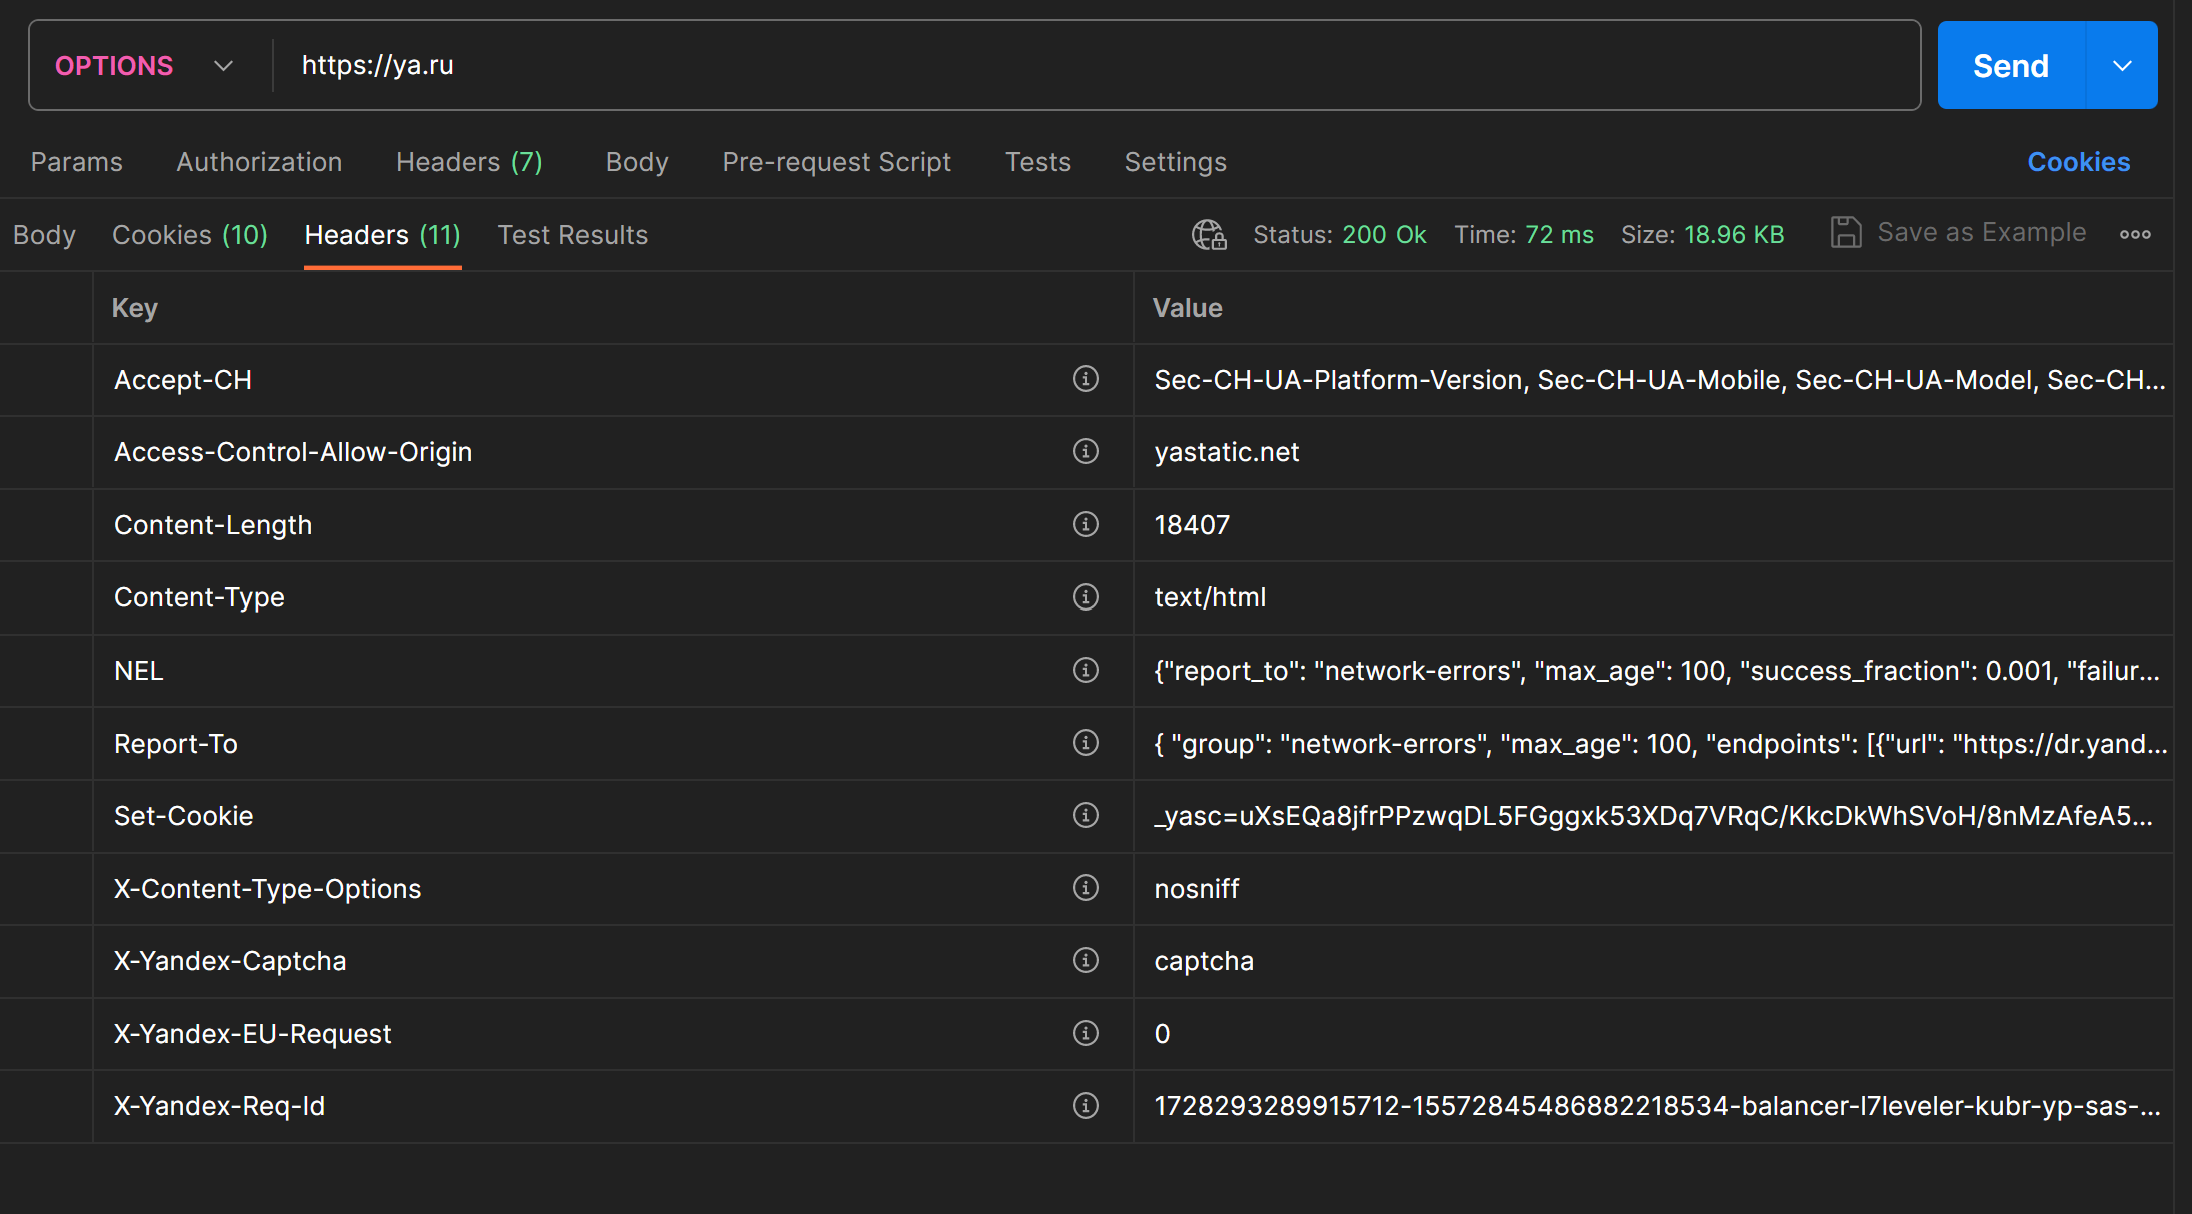 OPTIONS https://ya.ru Send
Params Authorization Headers (7) Body Pre-request Script Tests Settings Cookies
Body Cookies (10) Headers (11) Test Results Status: 200 Ok Time: 72 ms Size: 18.96 KB Save as Example
Key Value
Accept-CH Sec-CH-UA-Platform-Version, Sec-CH-UA-Mobile, Sec-CH-UA-Model, Sec-CH...
Access-Control-Allow-Origin yastatic.net
Content-Length 18407
Content-Type text/html
NEL {"report_to": "network-errors", "max_age": 100, "success_fraction": 0.001, "failur...
Report-To { "group": "network-errors", "max_age": 100, "endpoints": [{"url": "https://dr.yand...
Set-Cookie _yasc=uXsEQa8jfrPPzwqDL5FGggxk53XDq7VRqC/KkcDkWhSVoH/8nMzAfeA5...
X-Content-Type-Options nosniff
X-Yandex-Captcha captcha
X-Yandex-EU-Request 0
X-Yandex-Req-Id 1728293289915712-15572845486882218534-balancer-l7leveler-kubr-yp-sas-...